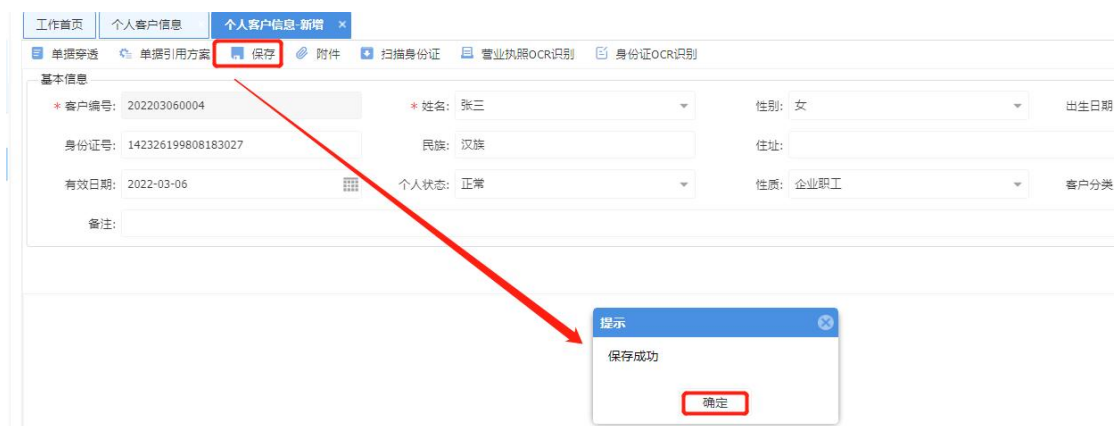 工作首页 个人客户信息 个人客户信息-新增 ×
单据穿透 单据引用方案 保存 附件 扫描身份证 营业执照OCR识别 身份证OCR识别
基本信息
* 客户编号: 202203060004 * 姓名: 张三 性别: 女 出生日期
身份证号: 142326199808183027 民族: 汉族 住址:
有效日期: 2022-03-06 个人状态: 正常 性质: 企业职工 客户分类
备注:
提示
保存成功
确定